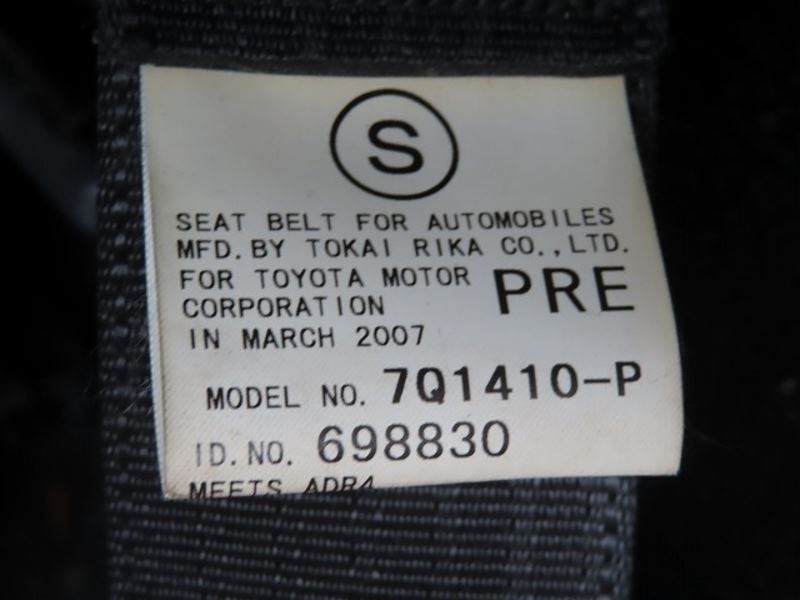 S
SEAT BELT FOR AUTOMOBILES
MFD. BY TOKAI RIKA CO., LTD.
FOR TOYOTA MOTOR
CORPORATION
PRE
IN MARCH 2007
MODEL NO. 7Q1410-P
ID. NO. 698830
MEETS ADR4